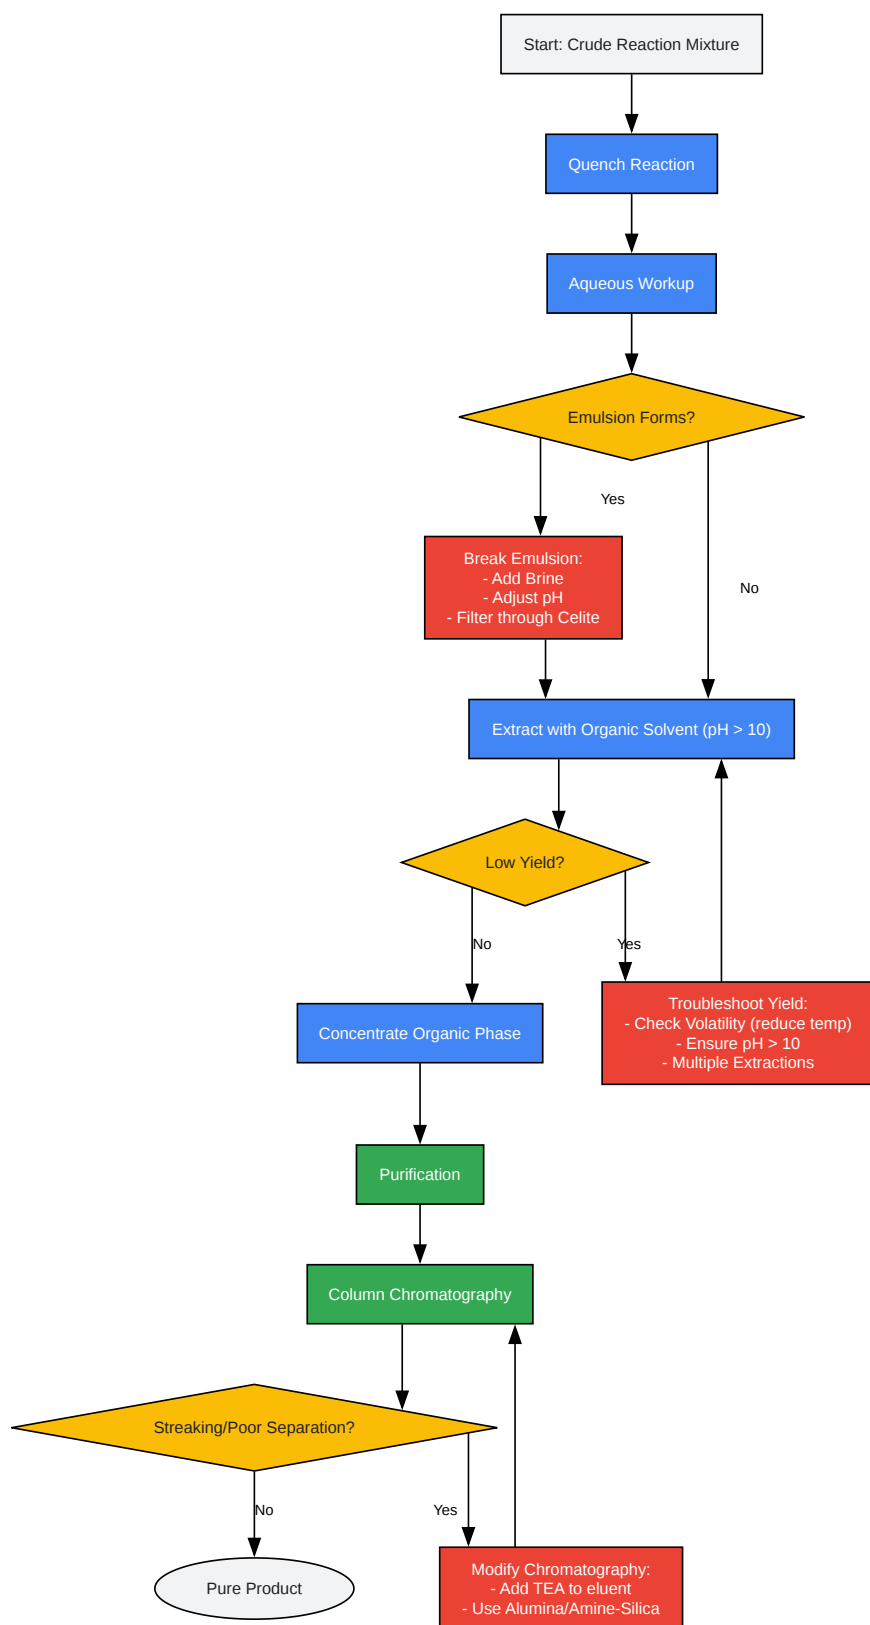 Start: Crude Reaction Mixture
Quench Reaction
Aqueous Workup
Emulsion Forms?
Yes
Break Emulsion:
- Add Brine
- Adjust pH
- Filter through Celite
No
Extract with Organic Solvent (pH > 10)
Low Yield?
No
Yes
Concentrate Organic Phase
Troubleshoot Yield:
- Check Volatility (reduce temp)
- Ensure pH > 10
- Multiple Extractions
Purification
Column Chromatography
Streaking/Poor Separation?
No
Yes
Pure Product
Modify Chromatography:
- Add TEA to eluent
- Use Alumina/Amine-Silica